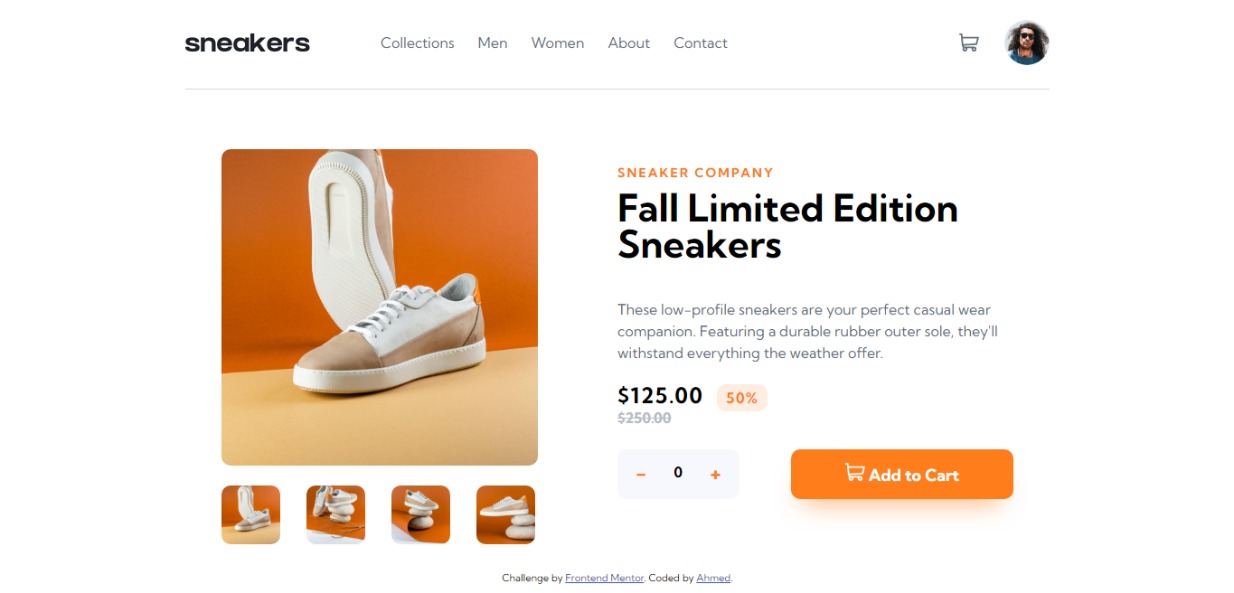 sneakers
Collections Men Women About Contact
SNEAKER COMPANY
Fall Limited Edition
Sneakers
These low-profile sneakers are your perfect casual wear
companion. Featuring a durable rubber outer sole, they'll
withstand everything the weather offer.
$125.00 50%
$250.00
− 0 +
Add to Cart
Challenge by Frontend Mentor. Coded by Ahmed.